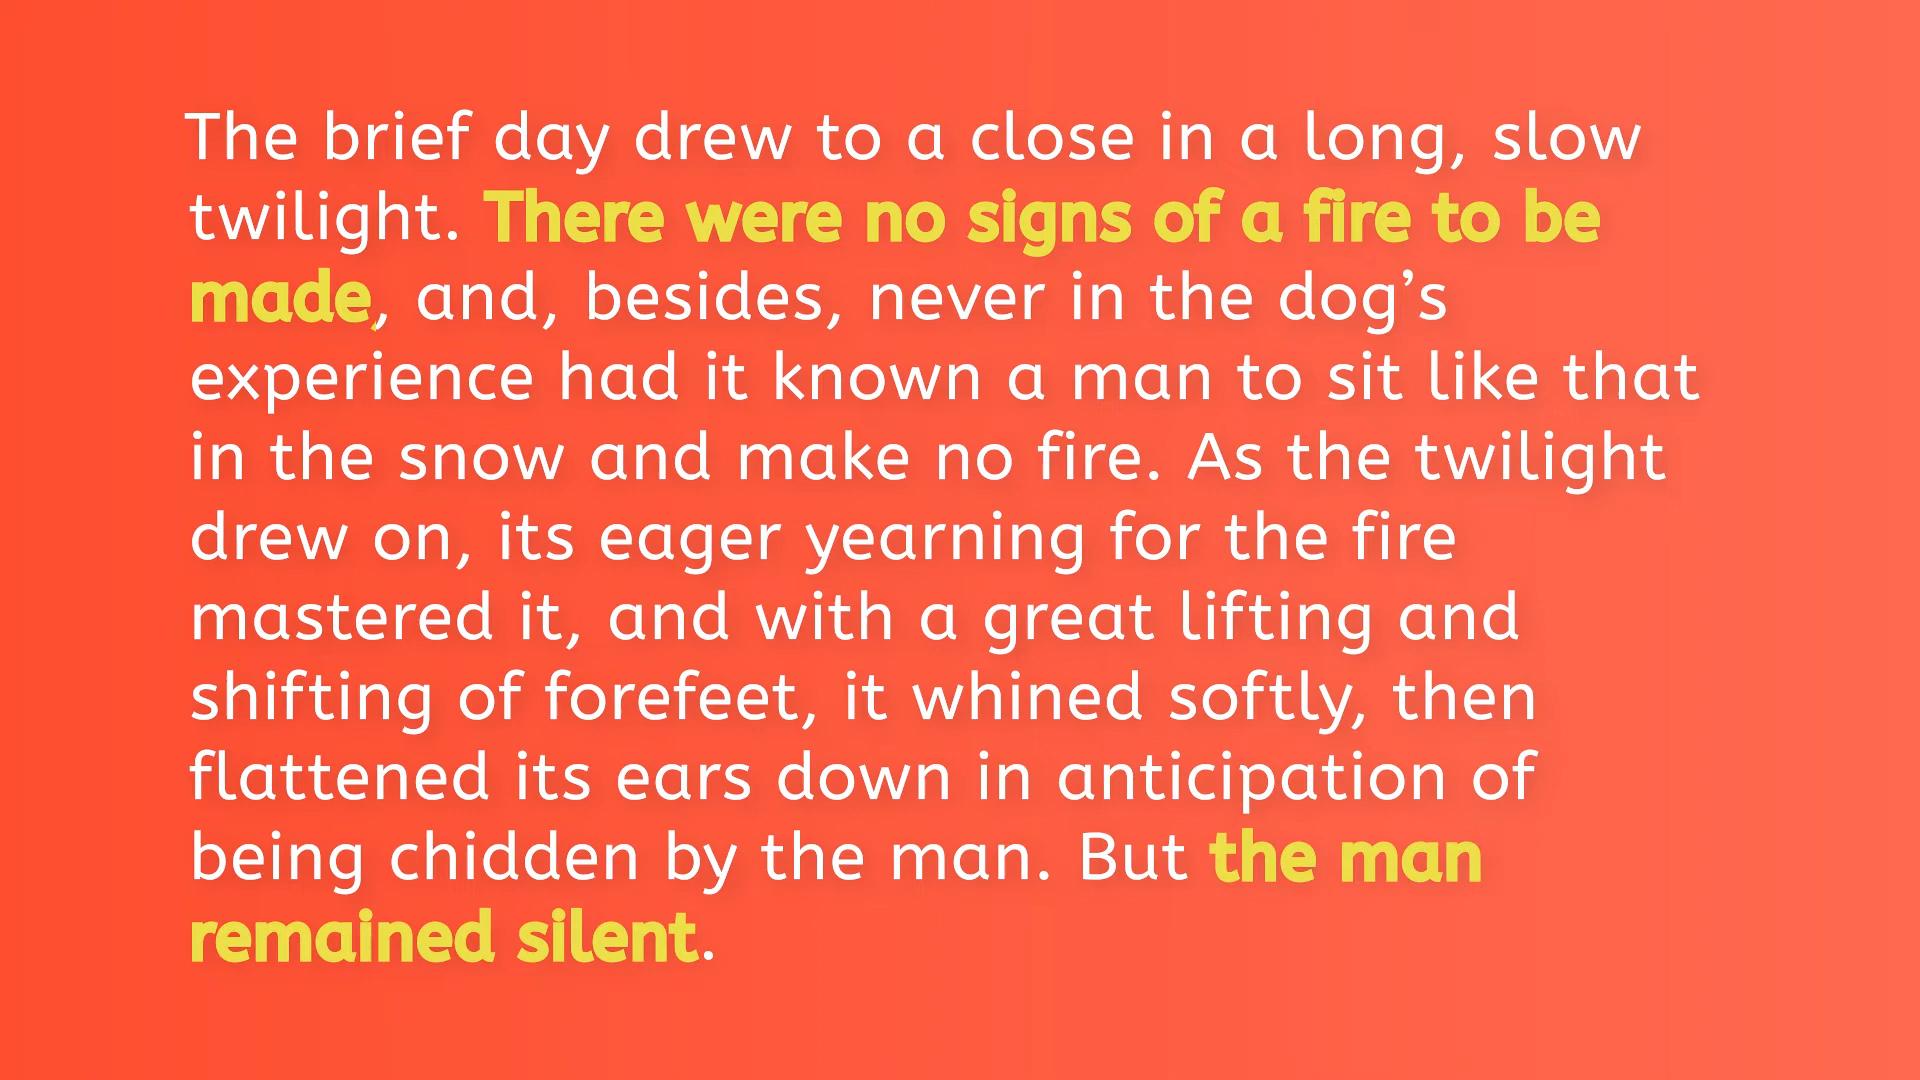 The brief day drew to a close in a long, slow
twilight. There were no signs of a fire to be
made, and, besides, never in the dog’s
experience had it known a man to sit like that
in the snow and make no fire. As the twilight
drew on, its eager yearning for the fire
mastered it, and with a great lifting and
shifting of forefeet, it whined softly, then
flattened its ears down in anticipation of
being chidden by the man. But the man
remained silent.